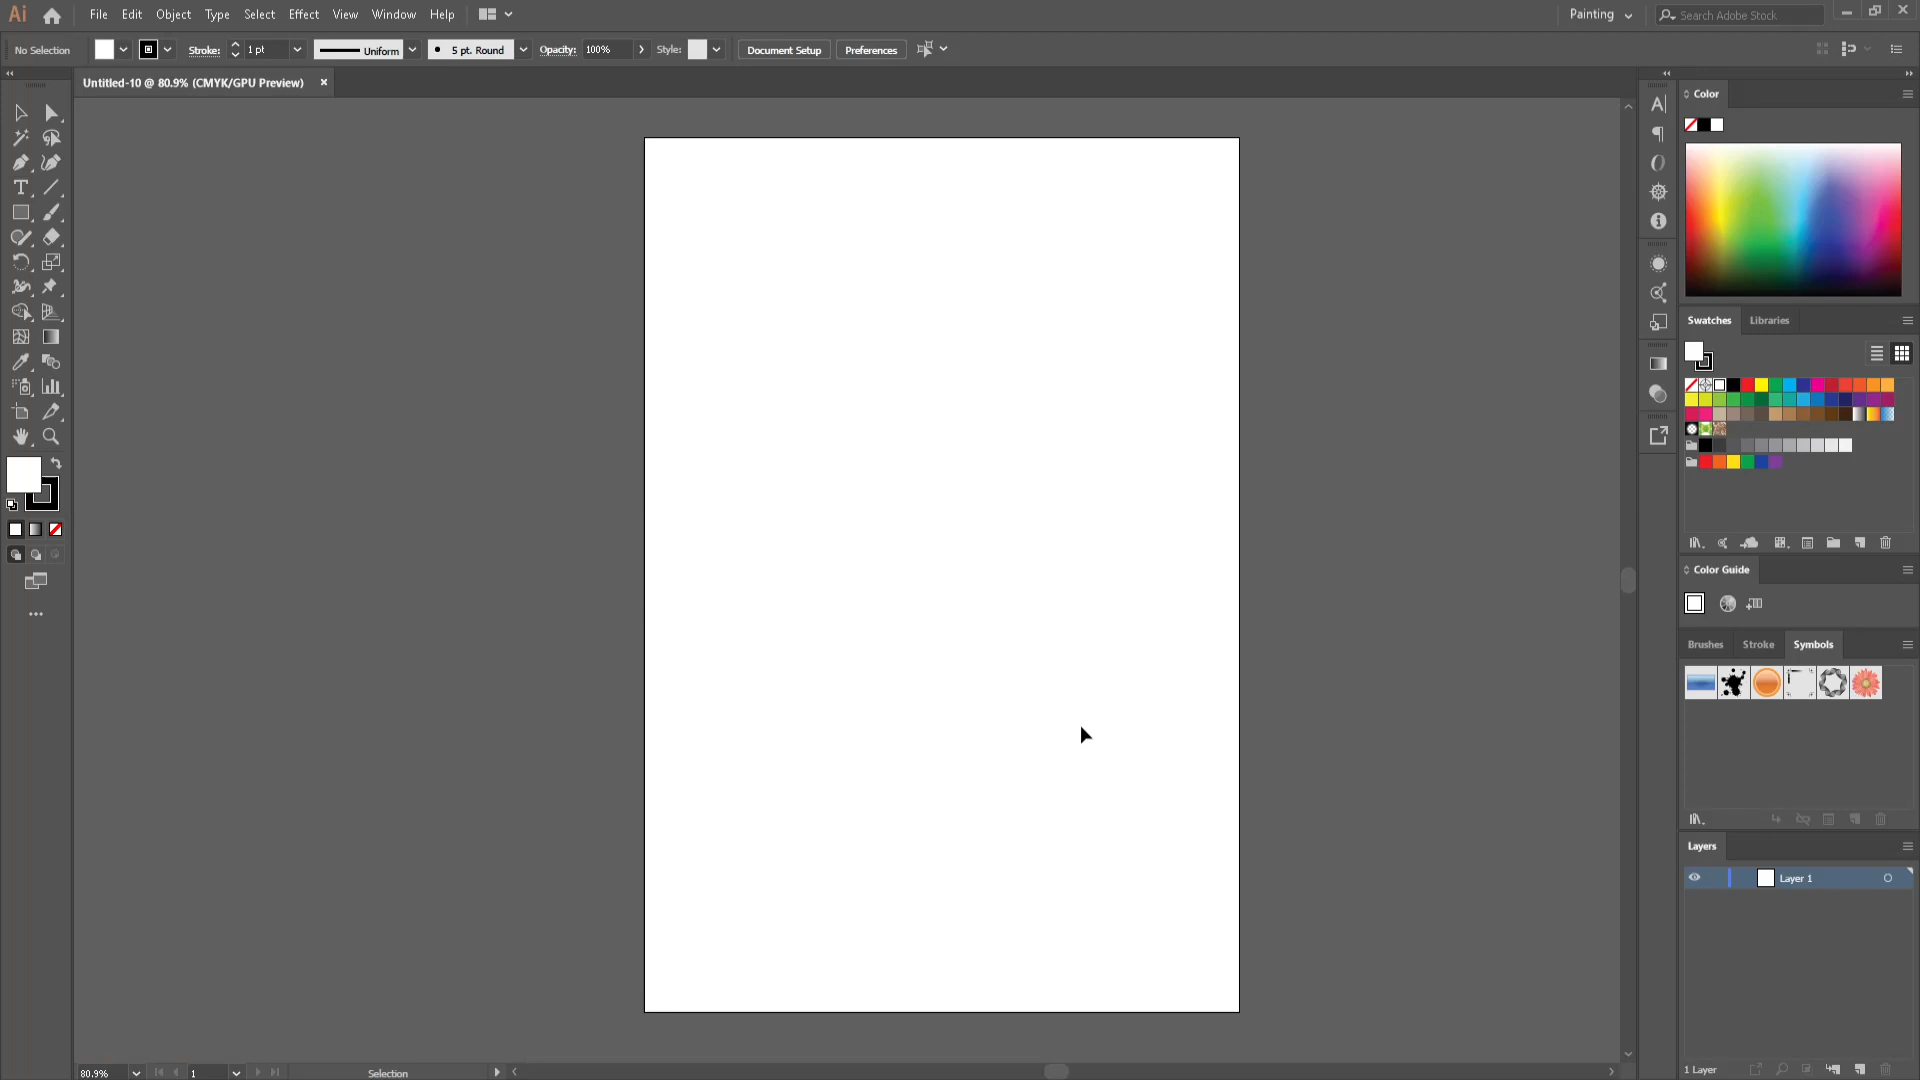 Ai File Edit Object Type Select Effect View Window Help Painting Search Adobe Stock
No Selection Stroke: 1 pt Uniform 5 pt. Round Opacity: 100% Style: Document Setup Preferences
Untitled-10 @ 80.9% (CMYK/GPU Preview)
Color
Swatches Libraries
Color Guide
Brushes Stroke Symbols
Layers
Layer 1
80.9% 1 Selection 1 Layer